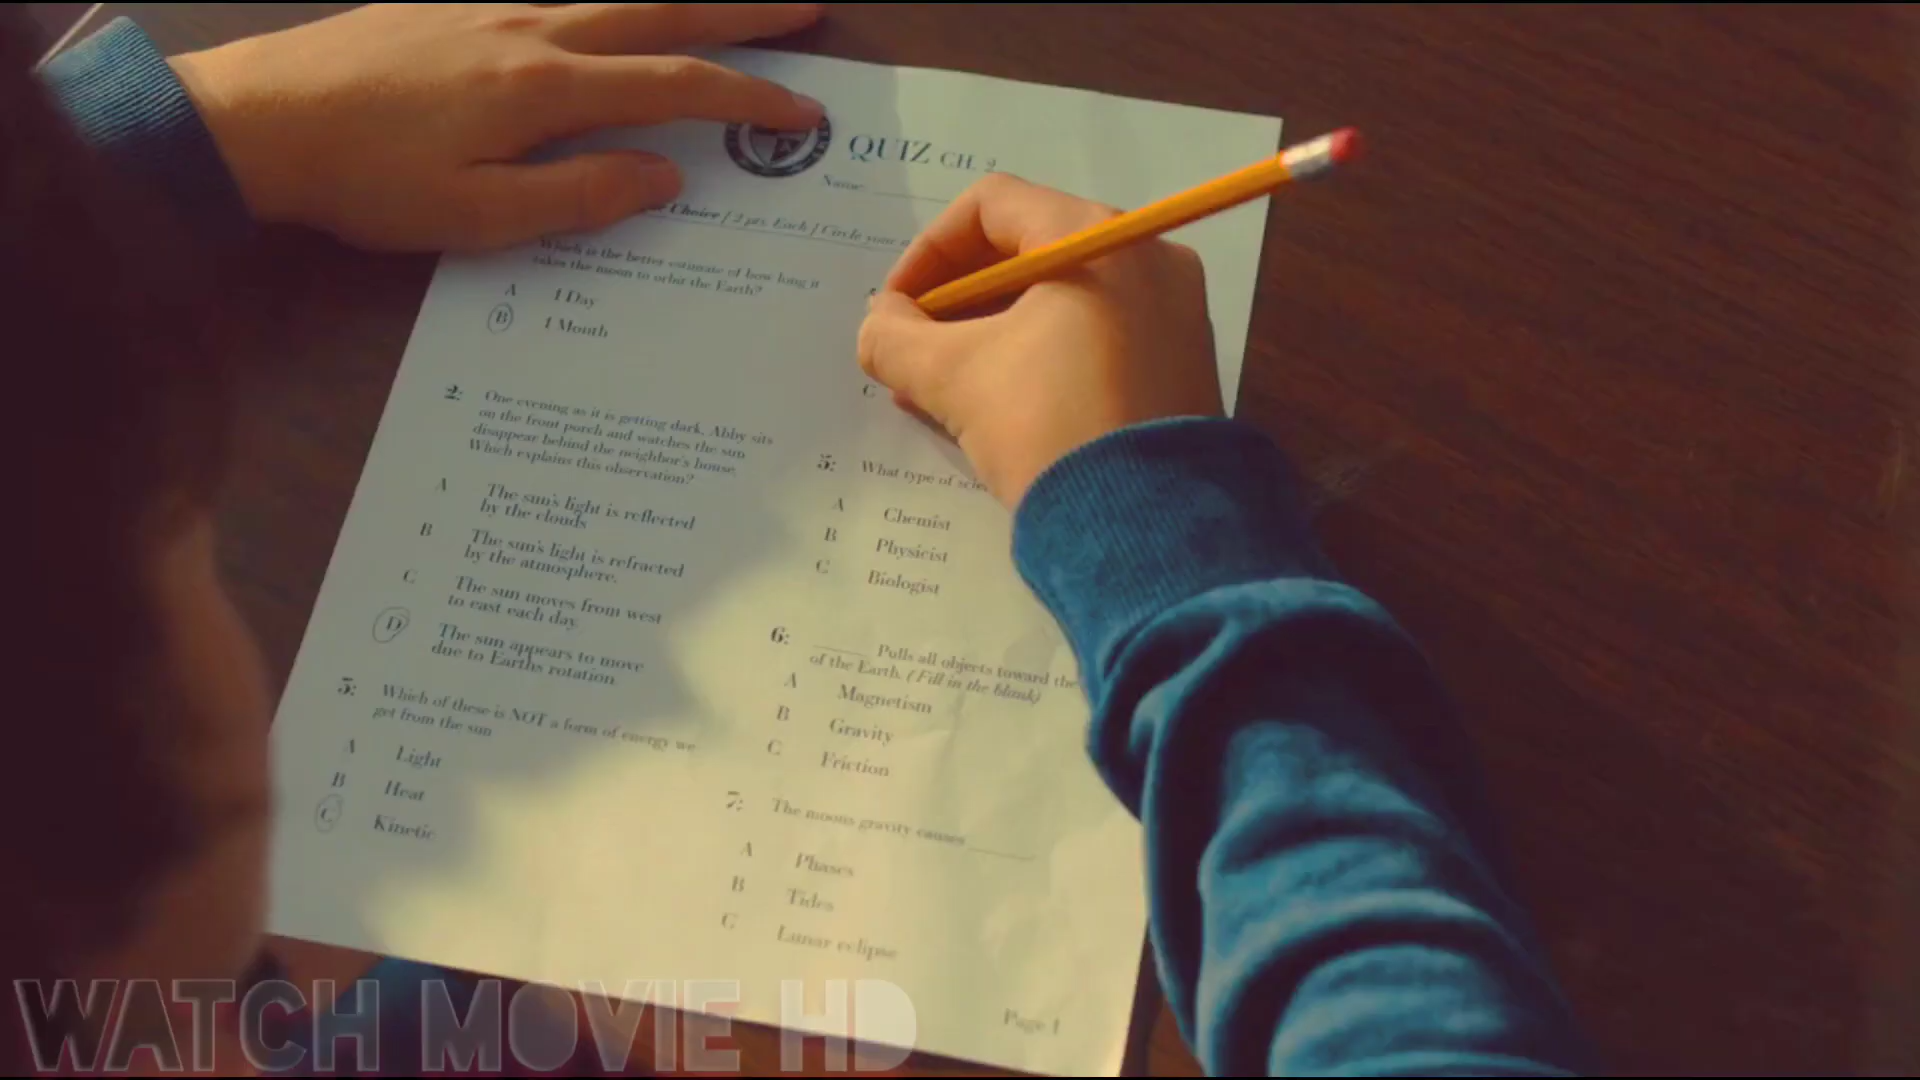 QUIZ CH. 2
Name:
Choice [ 2 pts. Each ] Circle your
Which is the better estimate of how long it
takes the moon to orbit the Earth?
A 1 Day
B 1 Month
2: One evening as it is getting dark, Abby sits
on the front porch and watches the sun
disappear behind the neighbor's house.
Which explains this observation?
A The sun's light is reflected
by the clouds
B The sun's light is refracted
by the atmosphere.
C The sun moves from west
to east each day.
D The sun appears to move
due to Earths rotation.
3: Which of these is NOT a form of energy we
get from the sun
A Light
B Heat
C Kinetic
C
5: What type of
A Chemist
B Physicist
C Biologist
6: _____ Pulls all objects toward the
of the Earth. (Fill in the blank)
A Magnetism
B Gravity
C Friction
7: The moons gravity causes ______
A Phases
B Tides
C Lunar eclipse
Page 1
WATCH MOVIE HD